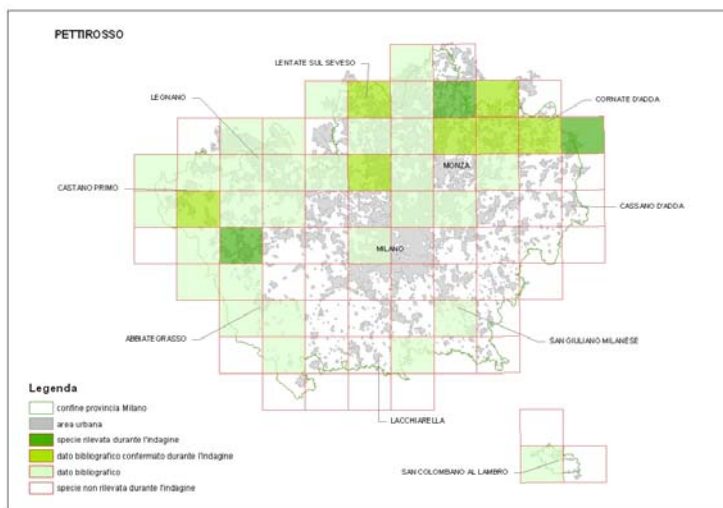 PETTIROSSO
LENTATE SUL SEVESO
LEGNANO
CORNATE D'ADDA
MONZA
CASTANO PRIMO
CASSANO D'ADDA
MILANO
ABBIATEGRASSO
SAN GIULIANO MILANESE
LACCHIARELLA
SAN COLOMBANO AL LAMBRO
Legenda
confine provincia Milano
area urbana
specie rilevata durante l'indagine
dato bibliografico confermato durante l'indagine
dato bibliografico
specie non rilevata durante l'indagine